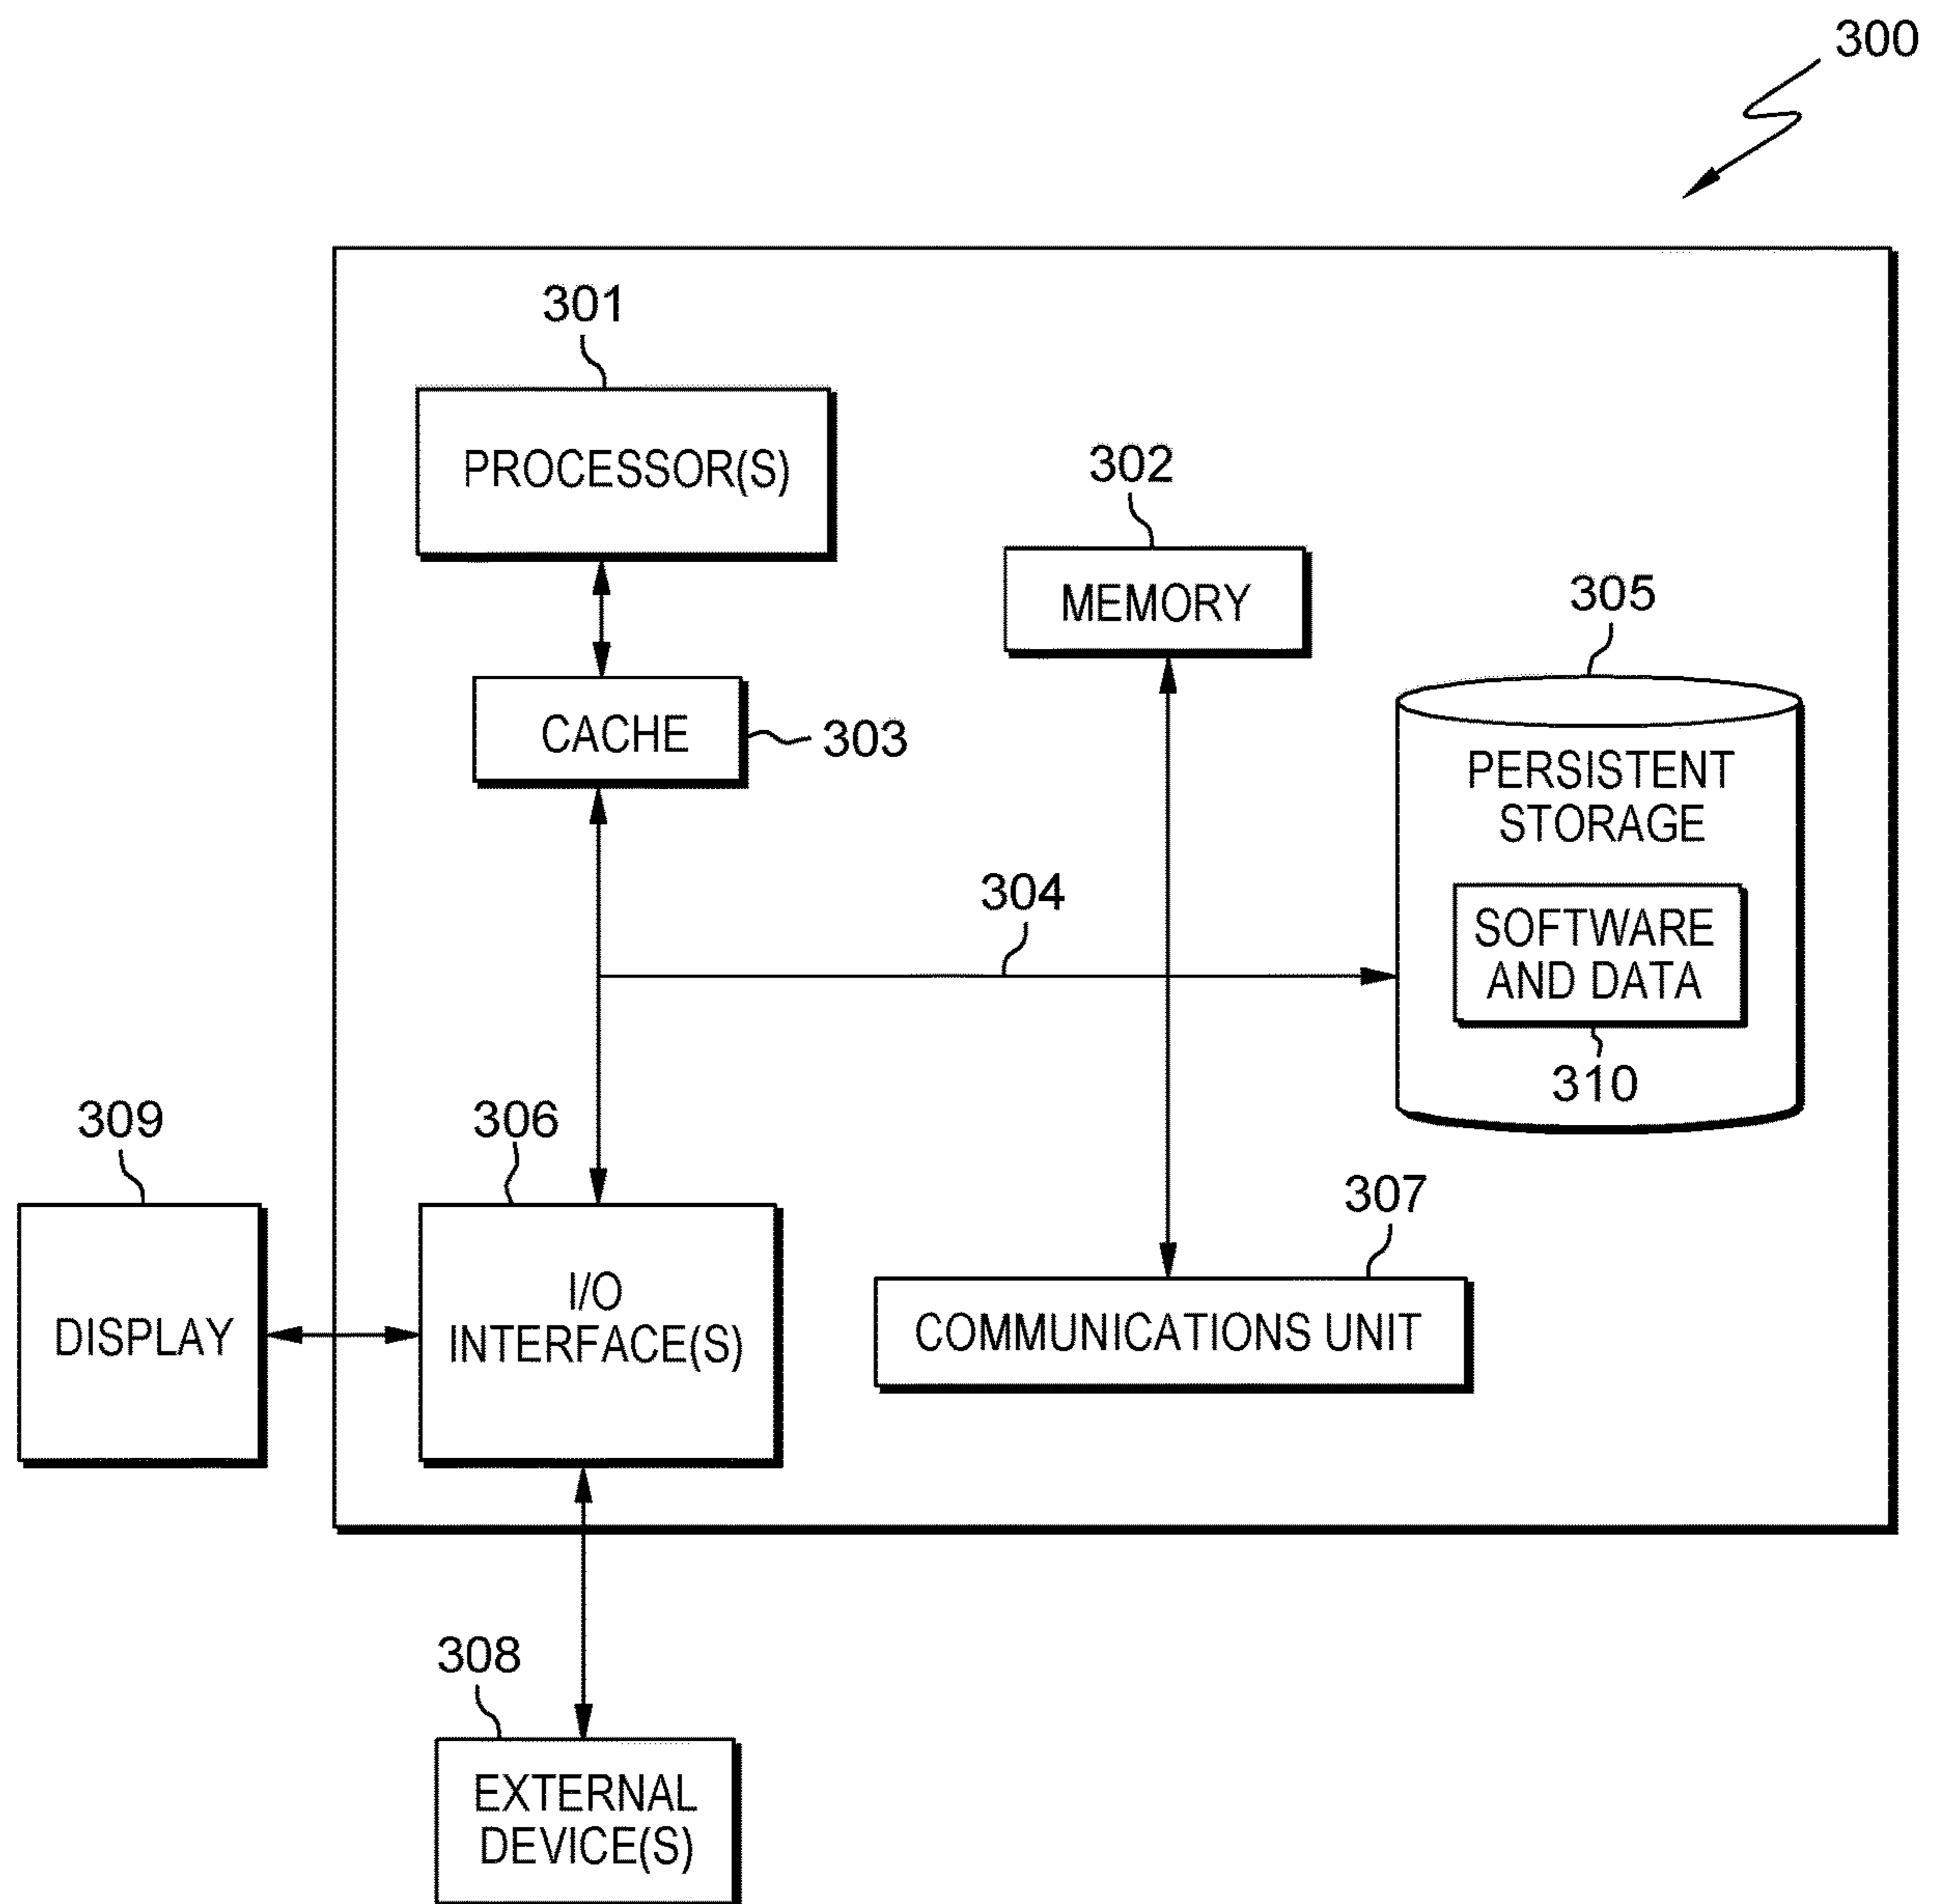 300
301
PROCESSOR(S)
302
MEMORY
305
CACHE
303
PERSISTENT
STORAGE
304
SOFTWARE
AND DATA
310
309
306
307
DISPLAY
I/O
INTERFACE(S)
COMMUNICATIONS UNIT
308
EXTERNAL
DEVICE(S)